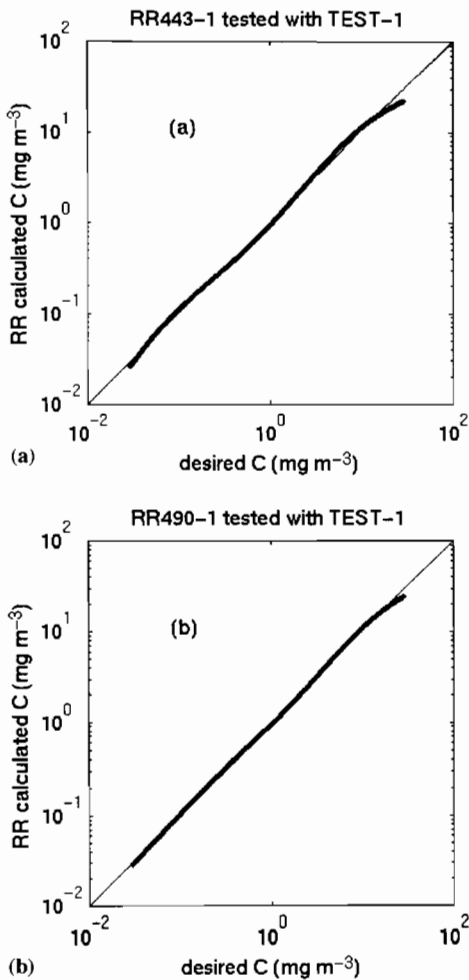 RR443-1 tested with TEST-1
10²
10¹
10⁰
10⁻¹
10⁻²
RR calculated C (mg m⁻³)
(a)
10⁻² 10⁰ 10²
(a)
desired C (mg m⁻³)
RR490-1 tested with TEST-1
10²
10¹
10⁰
10⁻¹
10⁻²
RR calculated C (mg m⁻³)
(b)
10⁻² 10⁰ 10²
(b)
desired C (mg m⁻³)